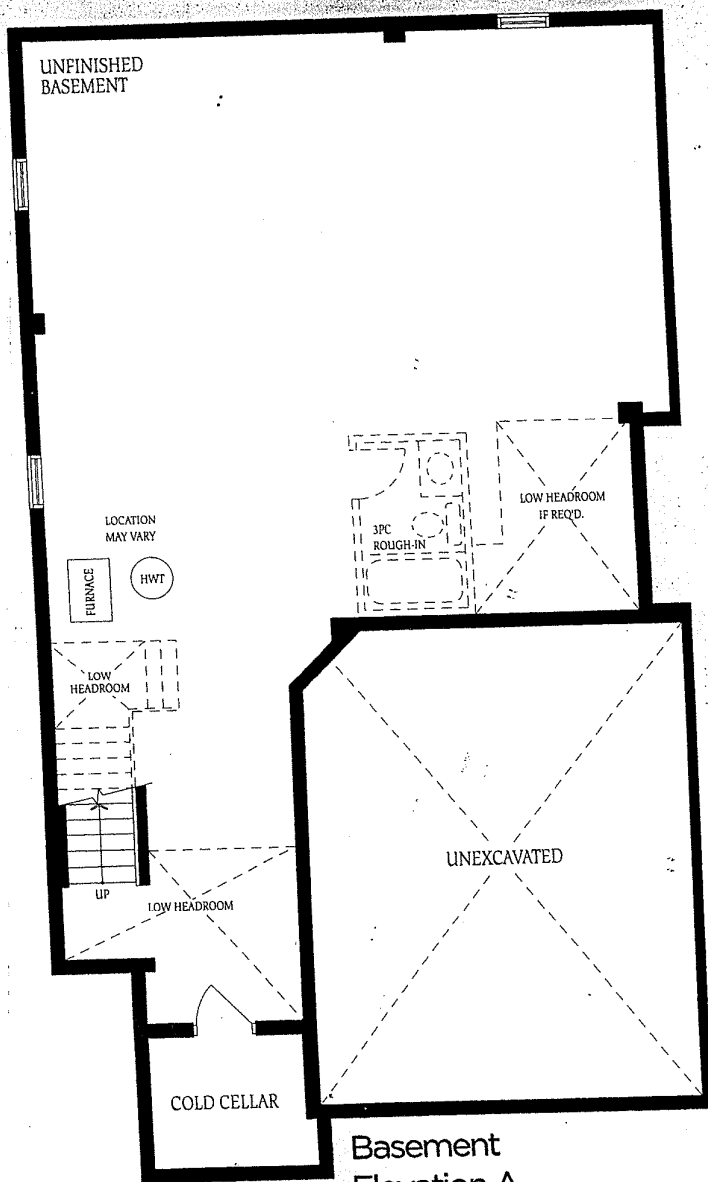 UNFINISHED
BASEMENT
LOCATION
MAY VARY
FURNACE
HWT
3PC
ROUGH-IN
LOW HEADROOM
IF REQ'D.
LOW
HEADROOM
UP
LOW HEADROOM
UNEXCAVATED
COLD CELLAR
Basement
Elevation A